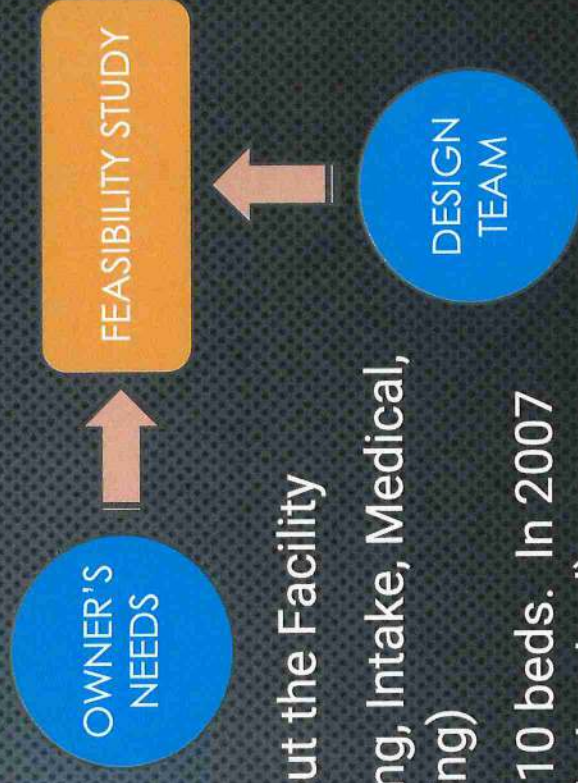 OWNER'S
NEEDS
FEASIBILITY STUDY
DESIGN
TEAM
ut the Facility
ng, Intake, Medical,
ng)
10 beds. In 2007